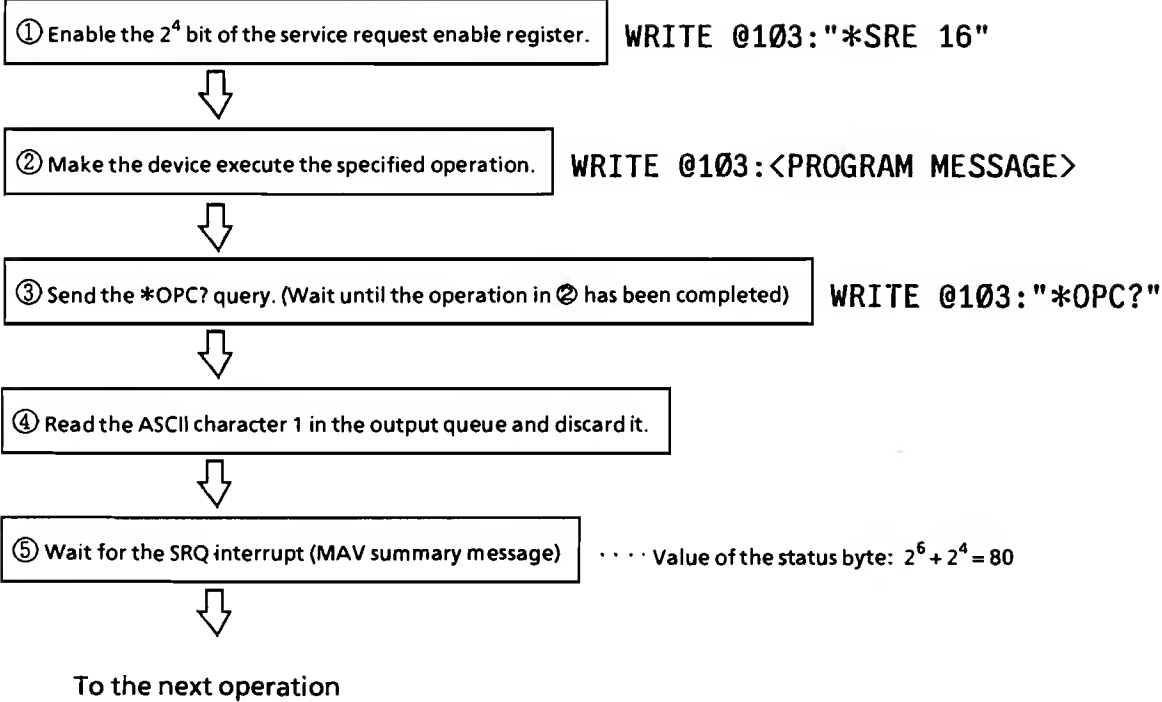 ① Enable the 2⁴ bit of the service request enable register. WRITE @1Ø3:"*SRE 16"
② Make the device execute the specified operation. WRITE @1Ø3:<PROGRAM MESSAGE>
③ Send the *OPC? query. (Wait until the operation in ② has been completed) WRITE @1Ø3:"*OPC?"
④ Read the ASCII character 1 in the output queue and discard it.
⑤ Wait for the SRQ interrupt (MAV summary message) ···· Value of the status byte: 2⁶ + 2⁴ = 80
To the next operation